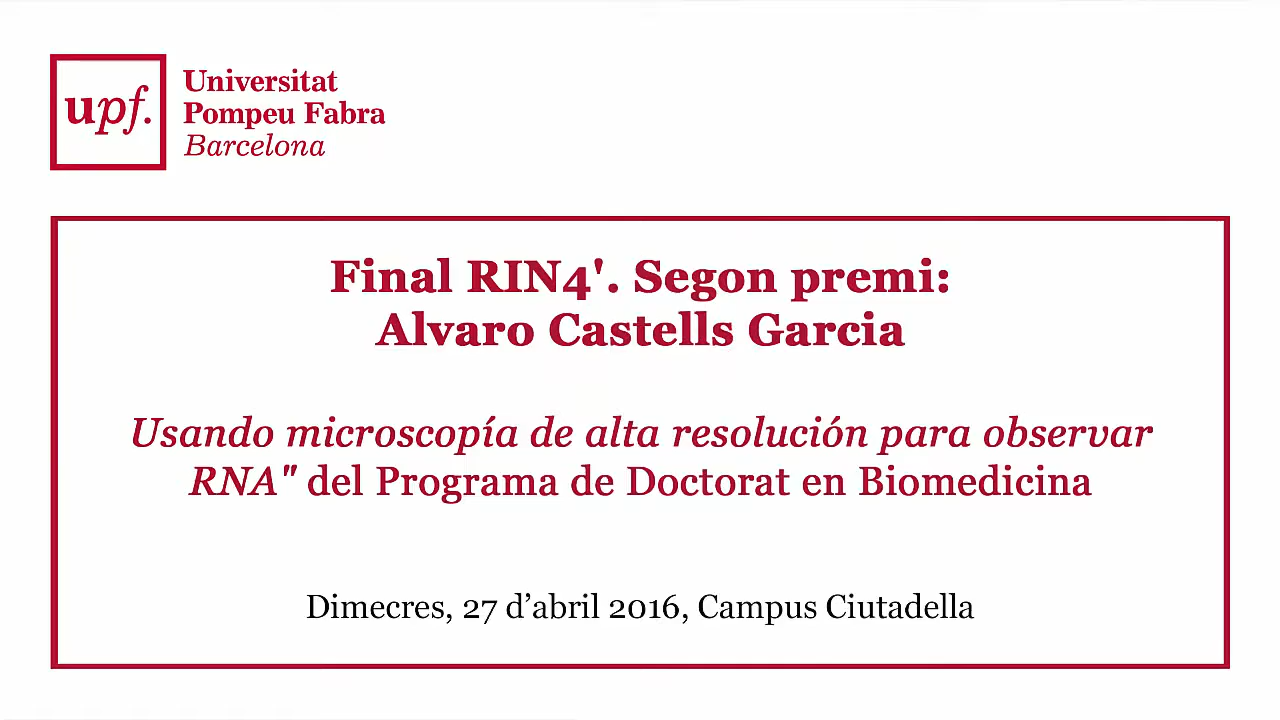 upf.
Universitat
Pompeu Fabra
Barcelona
Final RIN4'. Segon premi:
Alvaro Castells Garcia
Usando microscopía de alta resolución para observar
RNA" del Programa de Doctorat en Biomedicina
Dimecres, 27 d’abril 2016, Campus Ciutadella